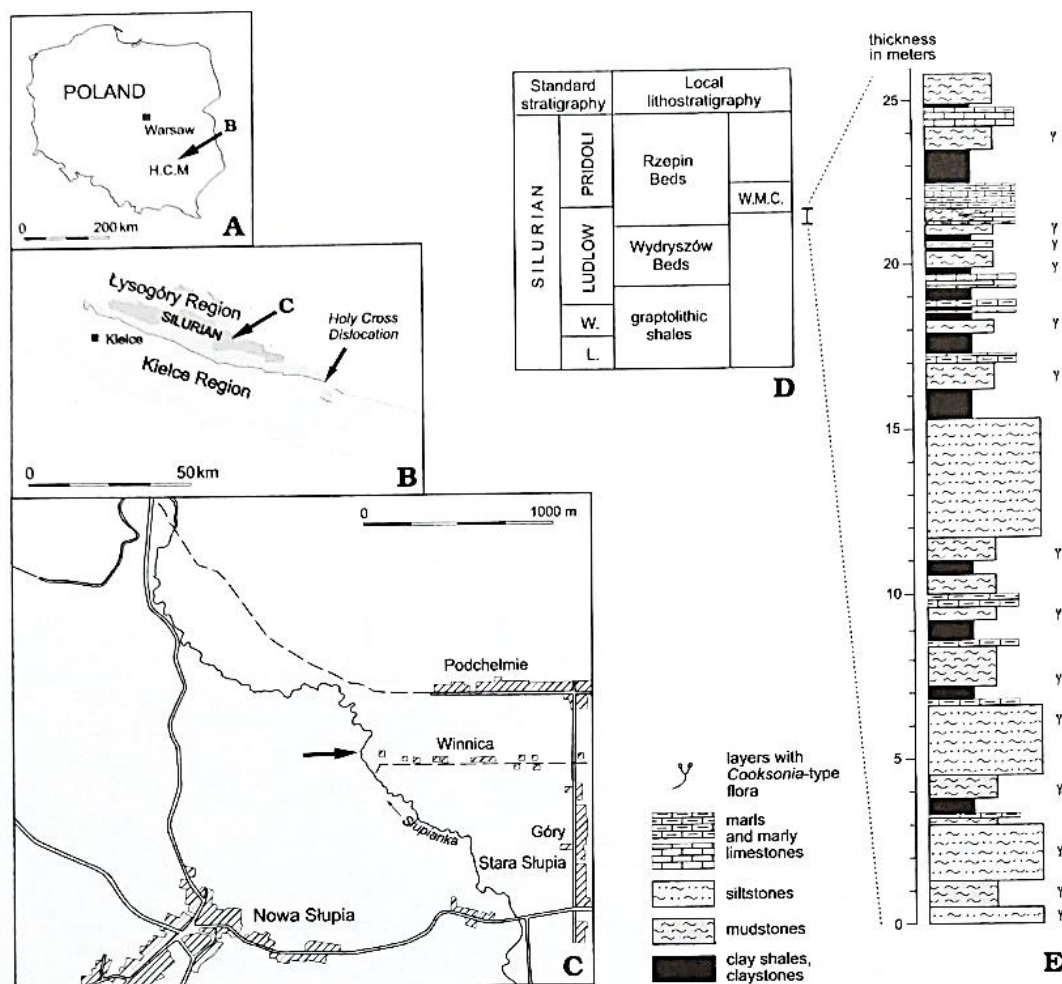 POLAND
Warsaw
B
H.C.M
0 200 km
A
Łysogóry Region
C
SILURIAN
Holy Cross
Dislocation
Kielce
Kielce Region
0 50 km
B
0 1000 m
Podchełmie
Winnica
Słupianka
Góry
Stara Słupia
Nowa Słupia
C
Standard
stratigraphy
Local
lithostratigraphy
SILURIAN
PRIDOLI
Rzepin
Beds
W.M.C.
LUDLOW
Wydryszów
Beds
W.
graptolithic
shales
L.
D
thickness
in meters
25
20
15
10
5
0
layers with
Cooksonia-type
flora
marls
and marly
limestones
siltstones
mudstones
clay shales,
claystones
E